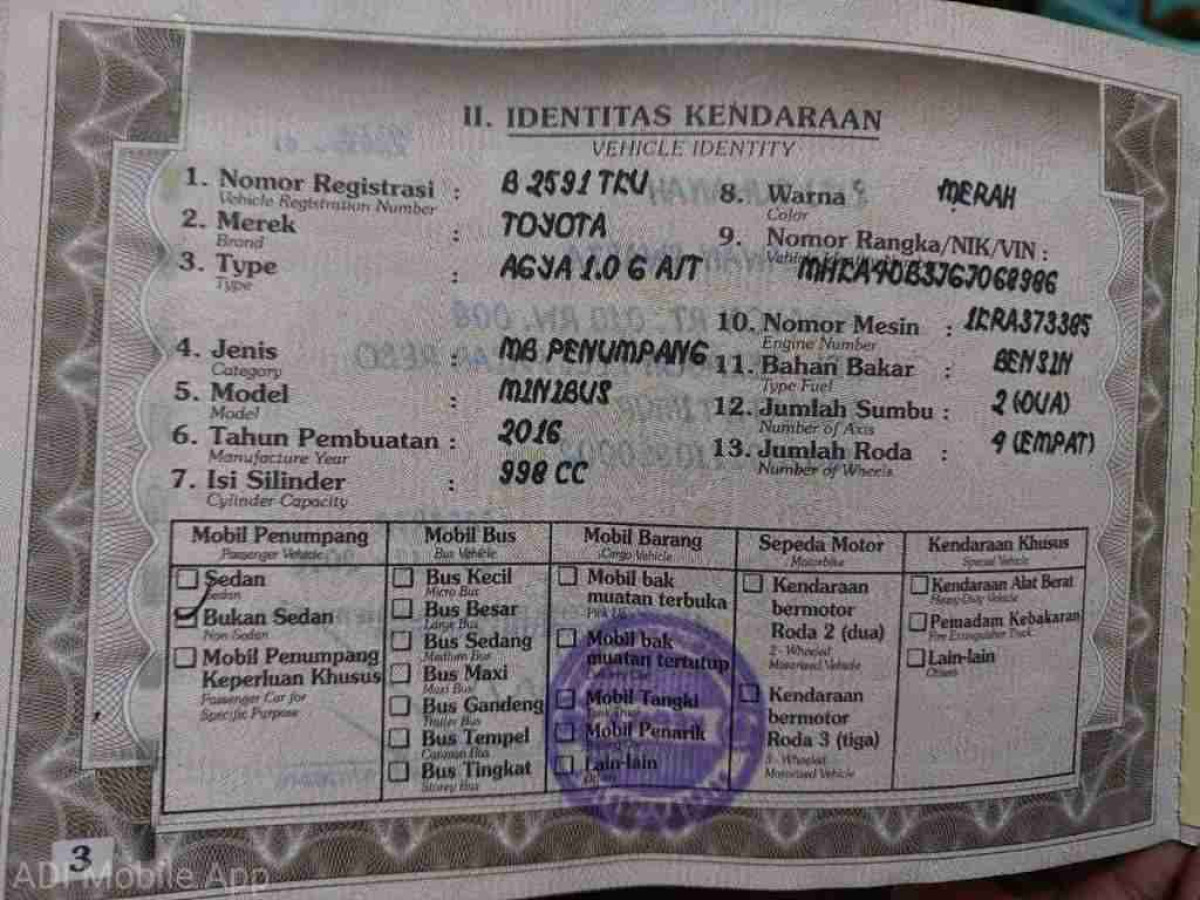 II. IDENTITAS KENDARAAN
VEHICLE IDENTITY
1. Nomor Registrasi : B 2591 TKU
Vehicle Registration Number
2. Merek : TOYOTA
Brand
3. Type : AGYA 1.0 G A/T
Type
4. Jenis : MB PENUMPANG
Category
5. Model : MINIBUS
Model
6. Tahun Pembuatan : 2016
Manufacture Year
7. Isi Silinder : 998 CC
Cylinder Capacity
8. Warna : MERAH
Color
9. Nomor Rangka/NIK/VIN :
MHKA4DB3JGJ068986
10. Nomor Mesin : 1KRA373385
Engine Number
11. Bahan Bakar : BENSIN
Type Fuel
12. Jumlah Sumbu : 2 (DUA)
Number of Axis
13. Jumlah Roda : 4 (EMPAT)
Number of Wheels
Mobil Penumpang
Passenger Vehicle
Sedan
Sedan
Bukan Sedan
Non Sedan
Mobil Penumpang
Keperluan Khusus
Passenger Car for
Specific Purpose
Mobil Bus
Bus Vehicle
Bus Kecil
Micro Bus
Bus Besar
Large Bus
Bus Sedang
Medium Bus
Bus Maxi
Maxi Bus
Bus Gandeng
Trailer Bus
Bus Tempel
Caravan Bus
Bus Tingkat
Storey Bus
Mobil Barang
Cargo Vehicle
Mobil bak
muatan terbuka
Pick Up
Mobil bak
muatan tertutup
Mobil Tangki
Mobil Penarik
Lain-lain
Others
Sepeda Motor
Motorbike
Kendaraan
bermotor
Roda 2 (dua)
2 - Wheeled
Motorised Vehicle
Kendaraan
bermotor
Roda 3 (tiga)
3 - Wheeled
Motorised Vehicle
Kendaraan Khusus
Special Vehicle
Kendaraan Alat Berat
Heavy-Duty Vehicle
Pemadam Kebakaran
Fire Extinguisher Truck
Lain-lain
Others
3
ADI Mobile App